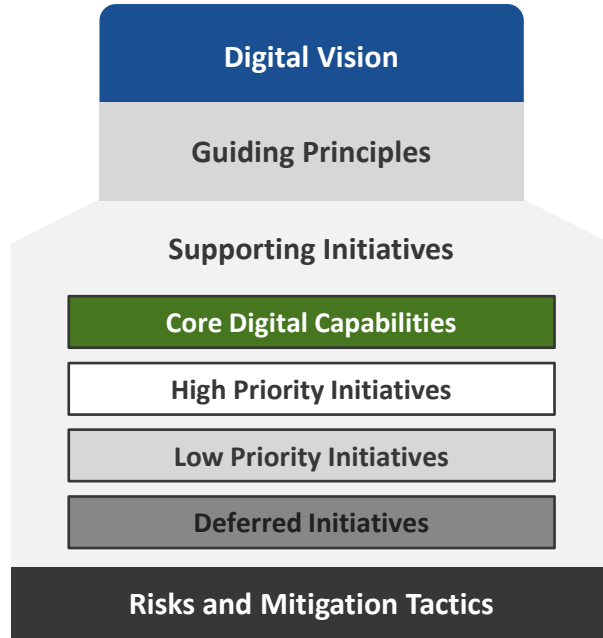 Digital Vision
Guiding Principles
Supporting Initiatives
Core Digital Capabilities
High Priority Initiatives
Low Priority Initiatives
Deferred Initiatives
Risks and Mitigation Tactics